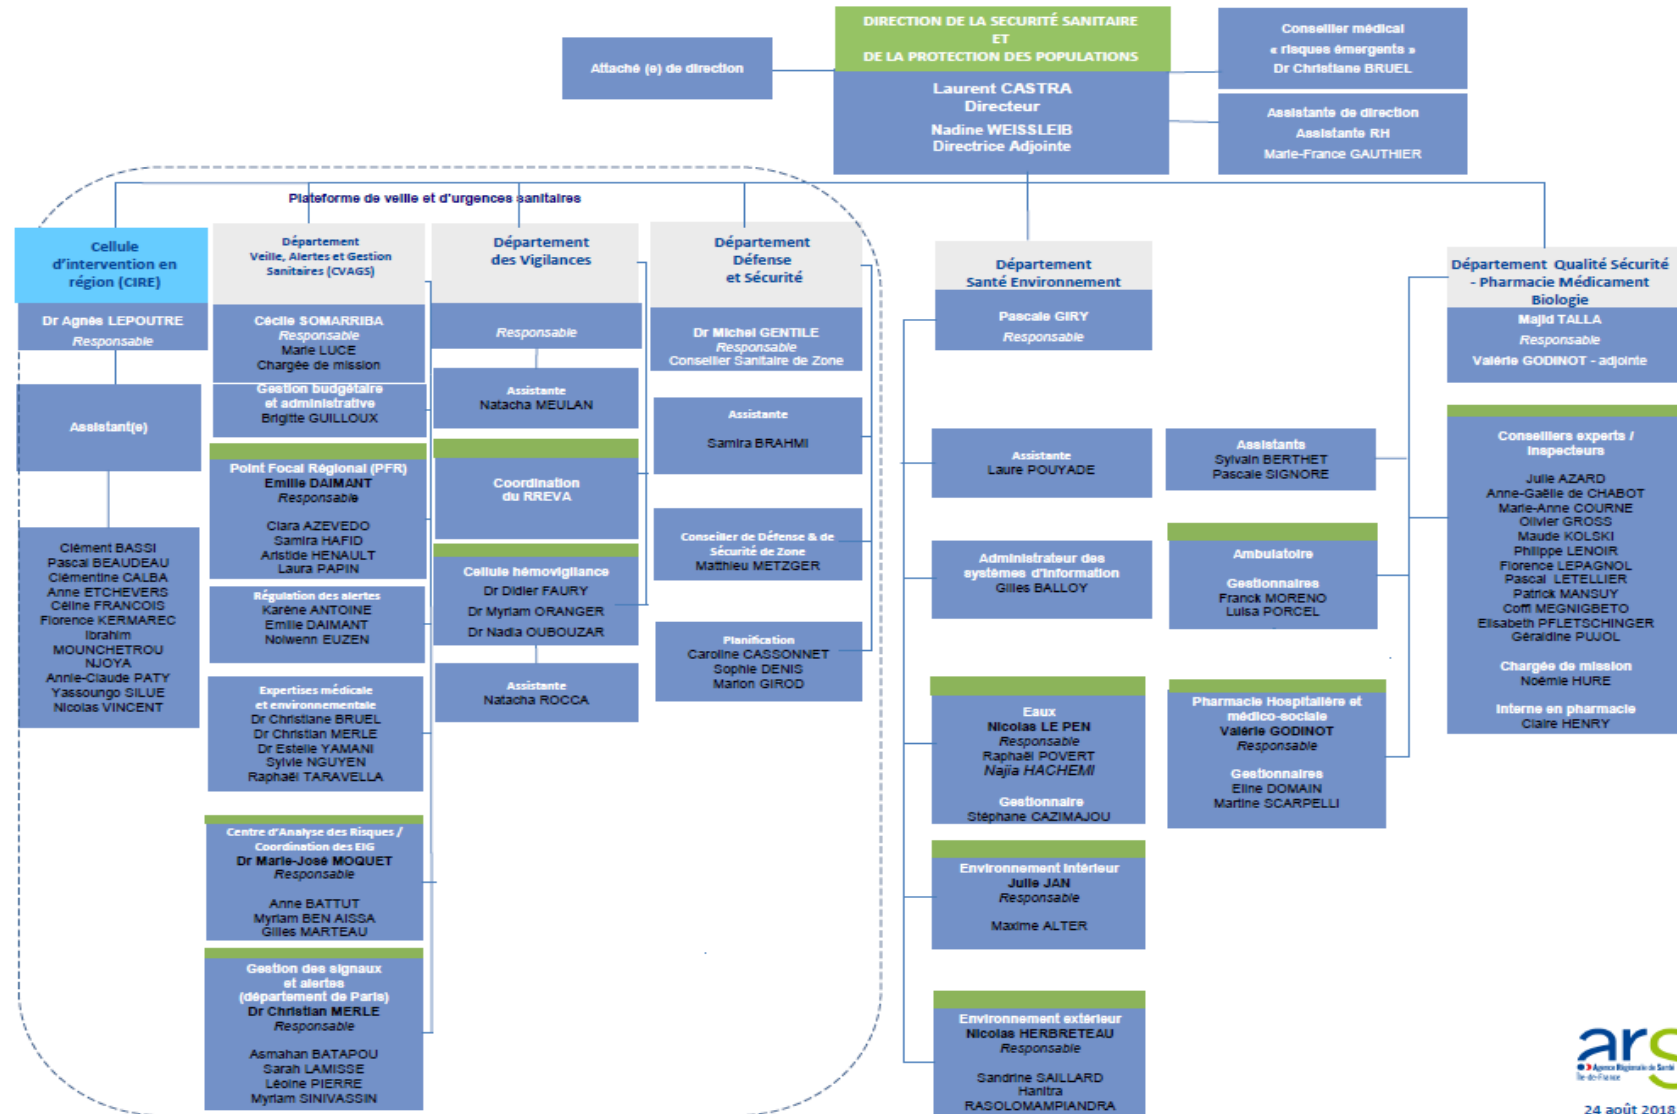 DIRECTION DE LA SECURITÉ SANITAIRE
ET
DE LA PROTECTION DES POPULATIONS
Laurent CASTRA
Directeur
Nadine WEISSLEIB
Directrice Adjointe
Attaché (e) de direction
Conseiller médical
« risques émergents »
Dr Christiane BRUEL
Assistante de direction
Assistante RH
Marie-France GAUTHIER
Plateforme de veille et d'urgences sanitaires
Cellule
d'intervention en
région (CIRE)
Dr Agnès LEPOUTRE
Responsable
Assistant(e)
Clément BASSI
Pascal BEAUDEAU
Clémentine CALBA
Anne ETCHEVERS
Céline FRANCOIS
Florence KERMAREC
Ibrahim
MOUNCHETROU
NJOYA
Annie-Claude PATY
Yassoungo SILUE
Nicolas VINCENT
Département
Veille, Alertes et Gestion
Sanitaires (CVAGS)
Cécile SOMARRIBA
Responsable
Marie LUCE
Chargée de mission
Gestion budgétaire
et administrative
Brigitte GUILLOUX
Point Focal Régional (PFR)
Emilie DAIMANT
Responsable
Clara AZEVEDO
Samira HAFID
Aristide HENAULT
Laura PAPIN
Régulation des alertes
Karène ANTOINE
Emilie DAIMANT
Nolwenn EUZEN
Expertises médicale
et environnementale
Dr Christiane BRUEL
Dr Christian MERLE
Dr Estelle YAMANI
Sylvie NGUYEN
Raphaël TARAVELLA
Centre d'Analyse des Risques /
Coordination des EIG
Dr Marie-José MOQUET
Responsable
Anne BATTUT
Myriam BEN AISSA
Gilles MARTEAU
Gestion des signaux
et alertes
(département de Paris)
Dr Christian MERLE
Responsable
Asmahan BATAPOU
Sarah LAMISSE
Léoine PIERRE
Myriam SINIVASSIN
Département
des Vigilances
Responsable
Assistante
Natacha MEULAN
Coordination
du RREVA
Cellule hémovigilance
Dr Didier FAURY
Dr Myriam ORANGER
Dr Nadia OUBOUZAR
Assistante
Natacha ROCCA
Département
Défense
et Sécurité
Dr Michel GENTILE
Responsable
Conseiller Sanitaire de Zone
Assistante
Samira BRAHMI
Conseiller de Défense & de
Sécurité de Zone
Matthieu METZGER
Planification
Caroline CASSONNET
Sophie DENIS
Marion GIROD
Département
Santé Environnement
Pascale GIRY
Responsable
Assistante
Laure POUYADE
Administrateur des
systèmes d'information
Gilles BALLOY
Eaux
Nicolas LE PEN
Responsable
Raphaël POVERT
Najia HACHEMI
Gestionnaire
Stéphane CAZIMAJOU
Environnement intérieur
Julie JAN
Responsable
Maxime ALTER
Environnement extérieur
Nicolas HERBRETEAU
Responsable
Sandrine SAILLARD
Hanitra
RASOLOMAMPIANDRA
Département Qualité Sécurité
- Pharmacie Médicament
Biologie
Majid TALLA
Responsable
Valérie GODINOT - adjointe
Assistants
Sylvain BERTHET
Pascale SIGNORE
Ambulatoire
Gestionnaires
Franck MORENO
Luisa PORCEL
Pharmacie Hospitalière et
médico-sociale
Valérie GODINOT
Responsable
Gestionnaires
Eline DOMAIN
Martine SCARPELLI
Conseillers experts /
Inspecteurs
Julie AZARD
Anne-Gaëlle de CHABOT
Marie-Anne COURNE
Olivier GROSS
Maude KOLSKI
Philippe LENOIR
Florence LEPAGNOL
Pascal LETELLIER
Patrick MANSUY
Coffi MEGNIGBETO
Elisabeth PFLETSCHINGER
Géraldine PUJOL
Chargée de mission
Noémie HURE
Interne en pharmacie
Claire HENRY
ars
Agence Régionale de Santé
Île-de-France
24 août 2018